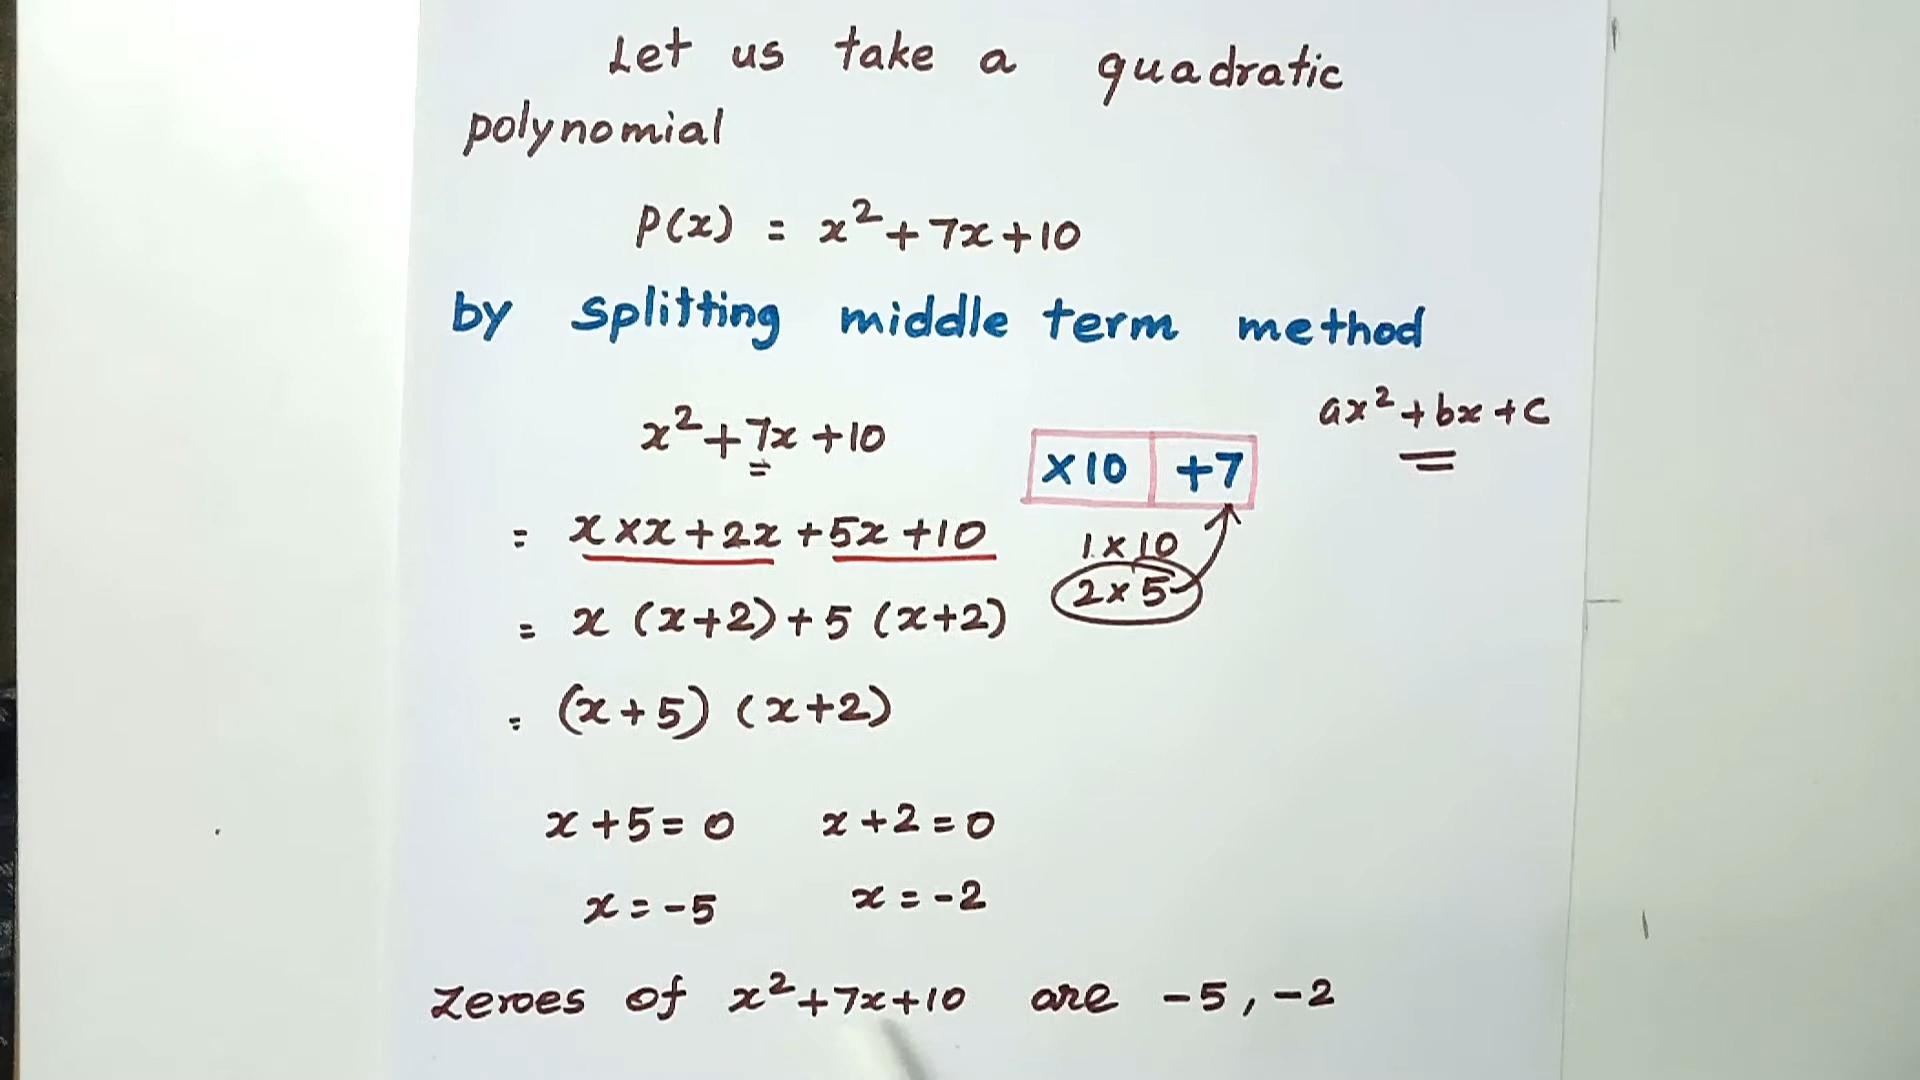 Let us take a quadratic
polynomial
P(x) = x² + 7x + 10
by splitting middle term method
ax² + bx + c
x² + 7x + 10
x10 +7
= x × x + 2x + 5x + 10
1 x 10
2 x 5
= x (x+2) + 5 (x+2)
= (x+5) (x+2)
x + 5 = 0 x + 2 = 0
x = -5 x = -2
Zeroes of x² + 7x + 10 are -5, -2